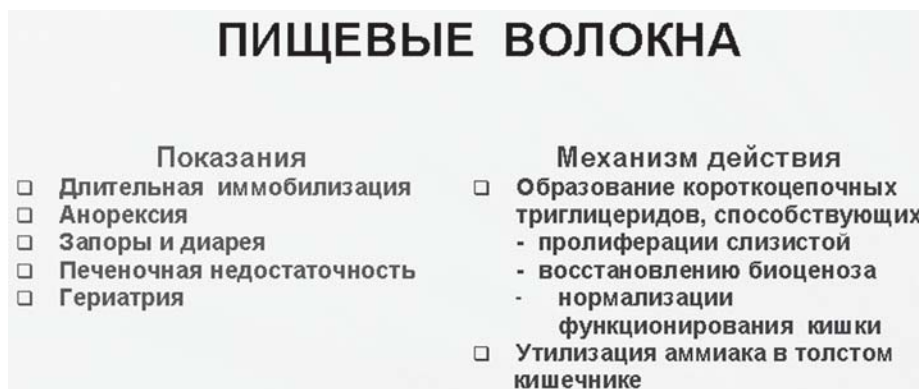 ПИЩЕВЫЕ ВОЛОКНА
Показания
❑ Длительная иммобилизация
❑ Анорексия
❑ Запоры и диарея
❑ Печеночная недостаточность
❑ Гериатрия
Механизм действия
❑ Образование короткоцепочных
триглицеридов, способствующих
- пролиферации слизистой
- восстановлению биоценоза
- нормализации
функционирования кишки
❑ Утилизация аммиака в толстом
кишечнике